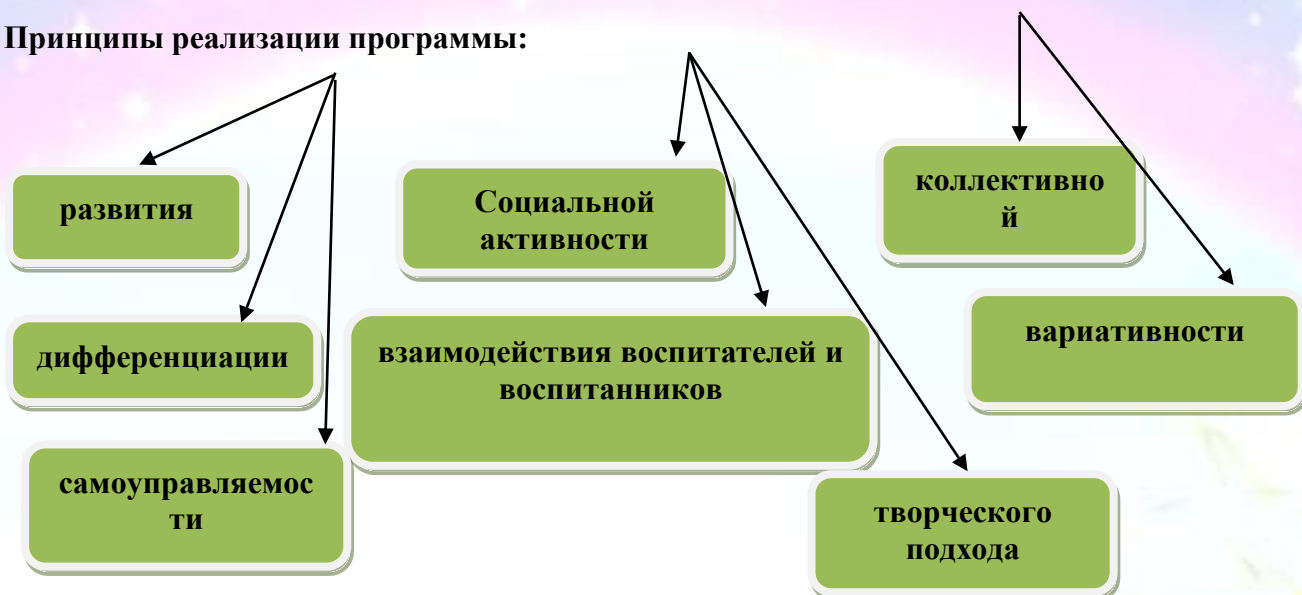 Принципы реализации программы:
развития
Социальной
активности
коллективно
й
дифференциации
взаимодействия воспитателей и
воспитанников
вариативности
самоуправляемос
ти
творческого
подхода